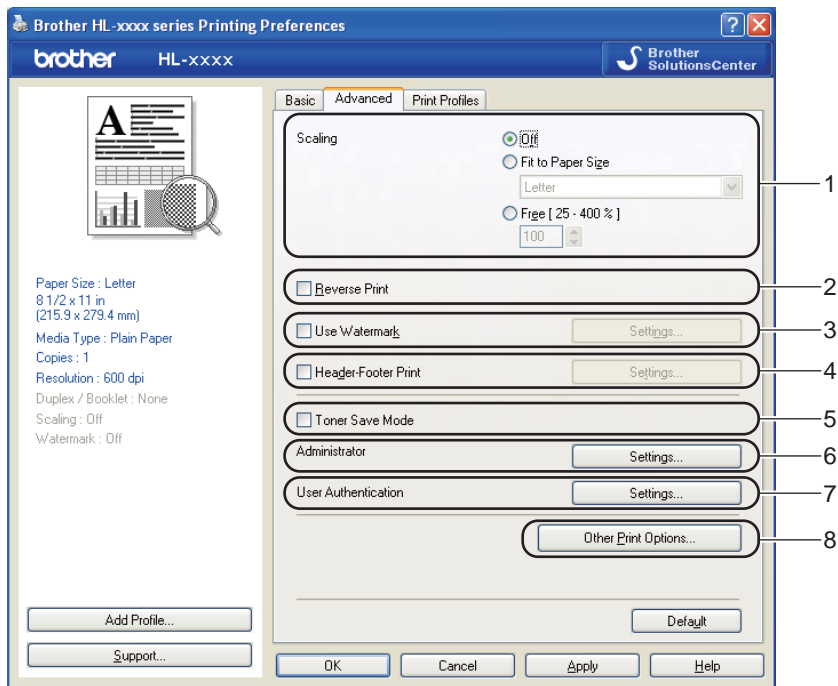 Brother HL-xxxx series Printing Preferences
brother HL-xxxx
Brother
SolutionsCenter
A
Paper Size : Letter
8 1/2 x 11 in
(215.9 x 279.4 mm)
Media Type : Plain Paper
Copies : 1
Resolution : 600 dpi
Duplex / Booklet : None
Scaling : Off
Watermark : Off
Add Profile...
Support...
Basic Advanced Print Profiles
Scaling
Off
Fit to Paper Size
Letter
Free [ 25 - 400 % ]
100
1
Reverse Print
2
Use Watermark Settings...
3
Header-Footer Print Settings...
4
Toner Save Mode
5
Administrator Settings...
6
User Authentication Settings...
7
Other Print Options...
8
Default
OK Cancel Apply Help